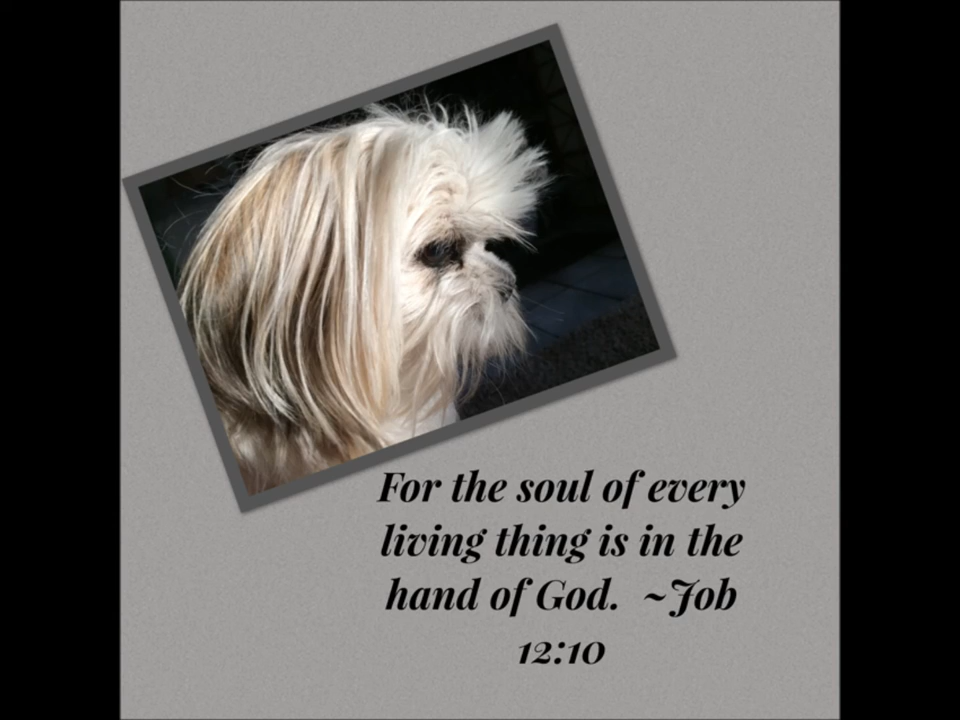 For the soul of every
living thing is in the
hand of God.  ~Job
12:10